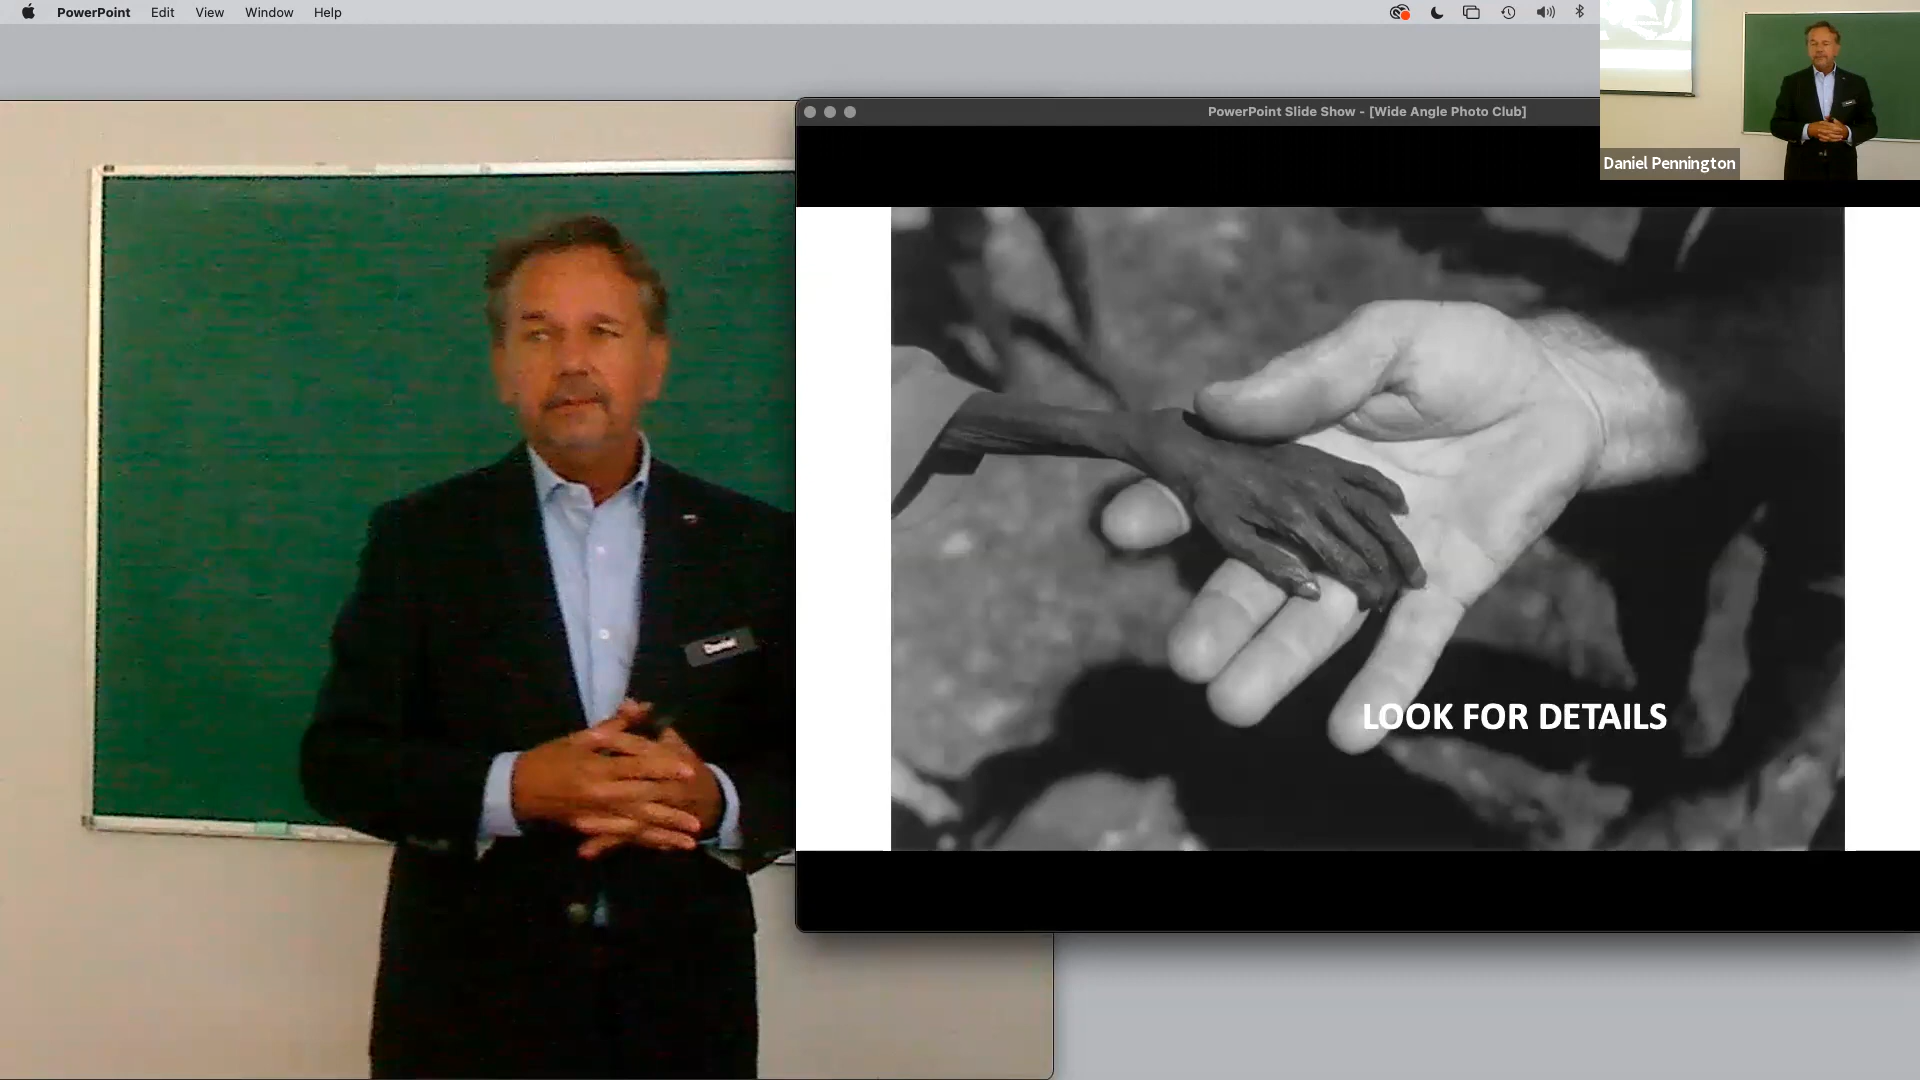 PowerPoint Edit View Window Help
PowerPoint Slide Show - [Wide Angle Photo Club]
Daniel Pennington
LOOK FOR DETAILS